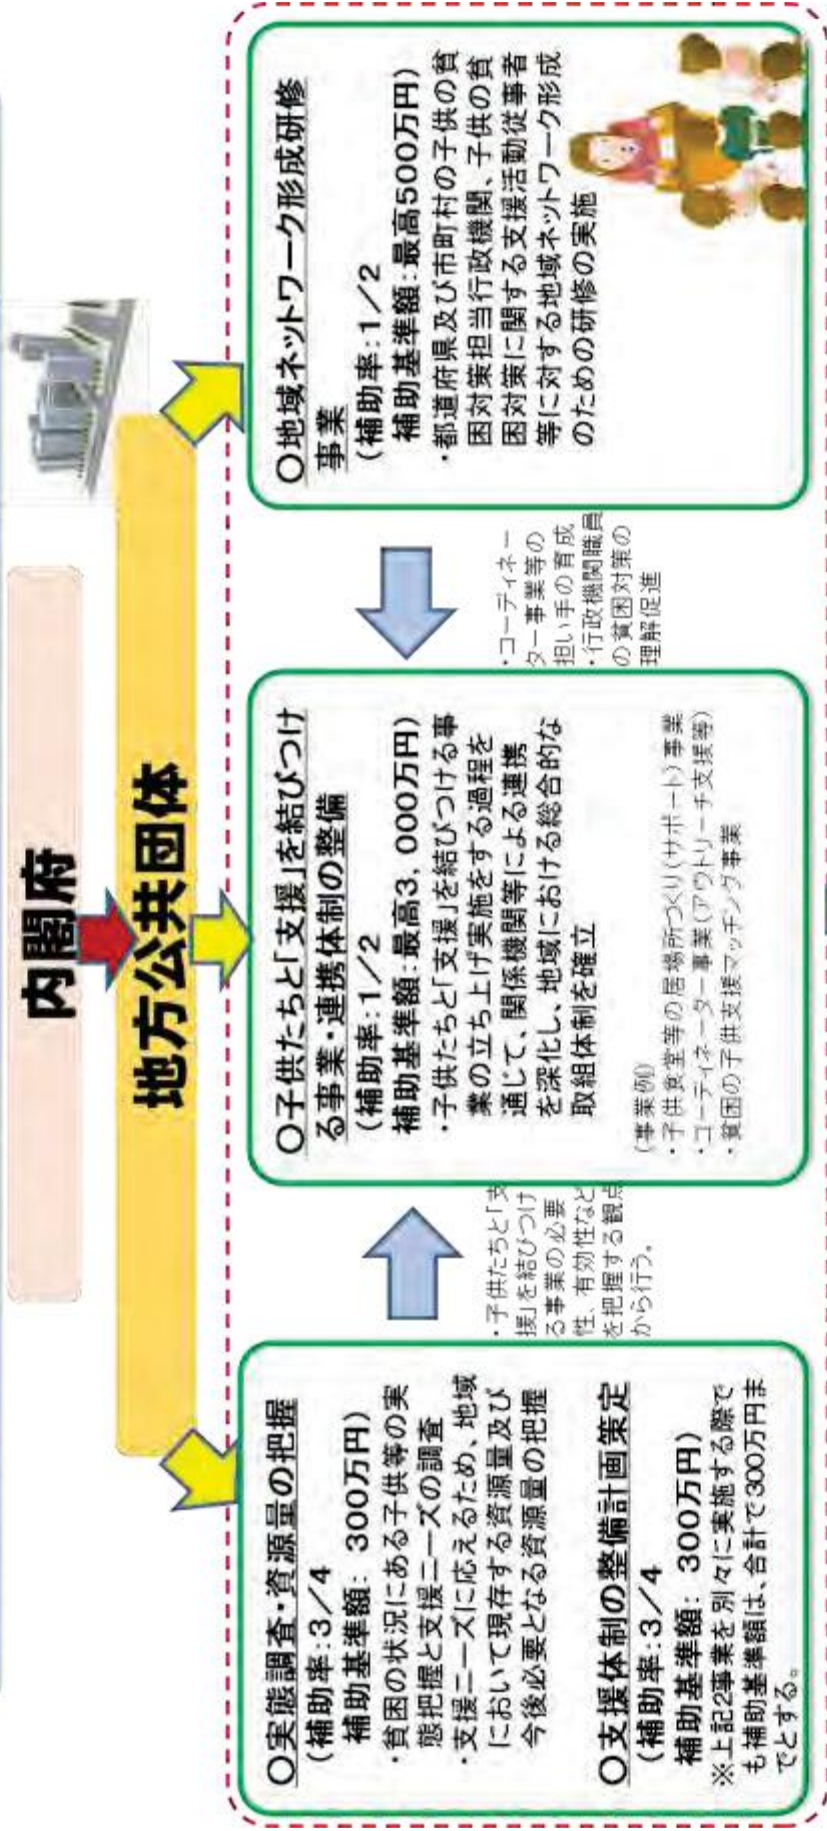 内閣府
地方公共団体
〇実態調査・資源量の把握
(補助率:3/4
補助基準額: 300万円)
・貧困の状況にある子供等の実
態把握と支援ニーズの調査
・支援ニーズに応えるため、地域
において現存する資源量及び
今後必要となる資源量の把握
〇支援体制の整備計画策定
(補助率:3/4
補助基準額: 300万円)
※上記2事業を別々に実施する際で
も補助基準額は、合計で300万円ま
でとする。
・子供たちと「支
援」を結びつけ
る事業の必要
性、有効性など
を把握する観点
から行う。
〇子供たちと「支援」を結びつけ
る事業・連携体制の整備
(補助率:1/2
補助基準額:最高3,000万円)
・子供たちと「支援」を結びつける事
業の立ち上げ実施をする過程を
通じて、関係機関等による連携
を深化し、地域における総合的な
取組体制を確立
(事業例)
・子供食堂等の居場所づくり(サポート)事業
・コーディネーター事業(アウトリーチ支援等)
・貧困の子供支援マッチング事業
・コーディネー
ター事業等の
担い手の育成
・行政機関職員
の貧困対策の
理解促進
〇地域ネットワーク形成研修
事業
(補助率:1/2
補助基準額:最高500万円)
・都道府県及び市町村の子供の貧
困対策担当行政機関、子供の貧
困対策に関する支援活動従事者
等に対する地域ネットワーク形成
のための研修の実施